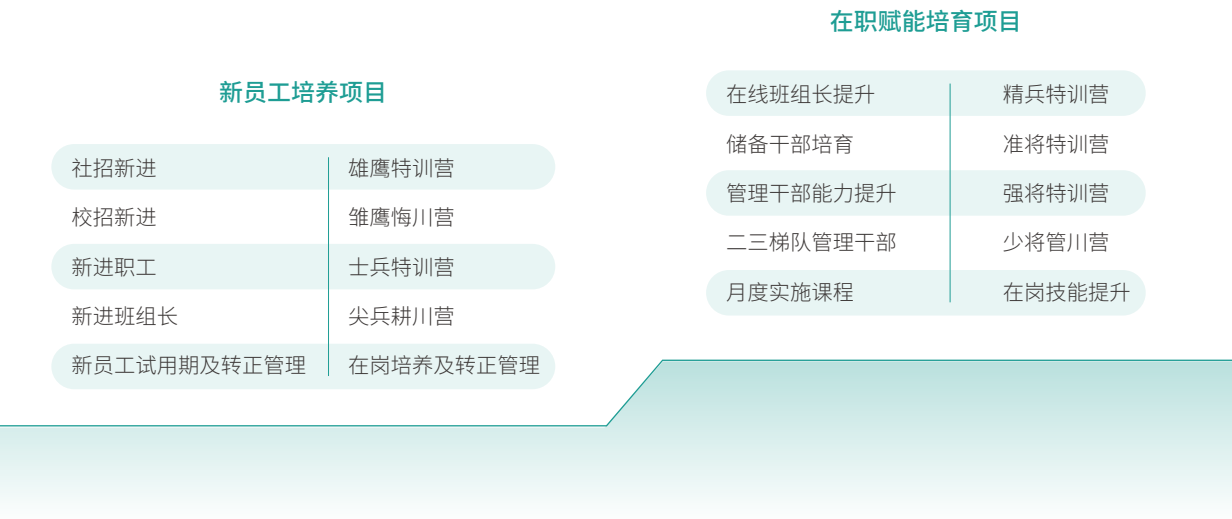 新员工培养项目
社招新进 雄鹰特训营
校招新进 雏鹰悔川营
新进职工 士兵特训营
新进班组长 尖兵耕川营
新员工试用期及转正管理 在岗培养及转正管理
在职赋能培育项目
在线班组长提升 精兵特训营
储备干部培育 准将特训营
管理干部能力提升 强将特训营
二三梯队管理干部 少将管川营
月度实施课程 在岗技能提升